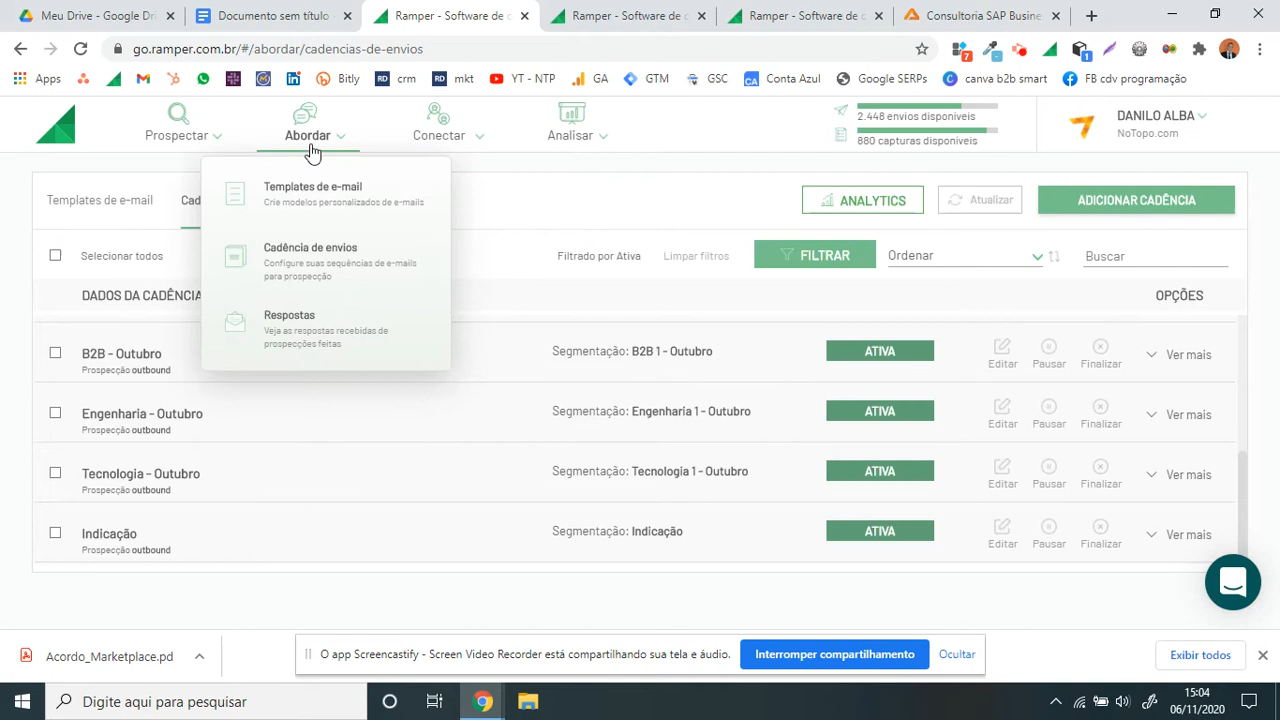 Meu Drive - Google Dri
Documento sem título -
Ramper - Software de c
Ramper - Software de c
Ramper - Software de c
Consultoria SAP Busine
go.ramper.com.br/#/abordar/cadencias-de-envios
7
1
Apps
Bitly
RD crm
RD mkt
YT - NTP
GA
GTM
GSC
CA Conta Azul
Google SERPs
canva b2b smart
FB cdv programação
Prospectar
Abordar
Conectar
Analisar
2.448 envios disponíveis
880 capturas disponíveis
DANILO ALBA
NoTopo.com
Templates de e-mail
Cad
ANALYTICS
Atualizar
ADICIONAR CADÊNCIA
Templates de e-mail
Crie modelos personalizados de e-mails
Cadência de envios
Configure suas sequências de e-mails
para prospecção
Respostas
Veja as respostas recebidas de
prospecções feitas
Selecionar todos
Filtrado por Ativa
Limpar filtros
FILTRAR
Ordenar
Buscar
DADOS DA CADÊNCIA
OPÇÕES
B2B - Outubro
Prospecção outbound
Segmentação: B2B 1 - Outubro
ATIVA
Editar
Pausar
Finalizar
Ver mais
Engenharia - Outubro
Prospecção outbound
Segmentação: Engenharia 1 - Outubro
ATIVA
Editar
Pausar
Finalizar
Ver mais
Tecnologia - Outubro
Prospecção outbound
Segmentação: Tecnologia 1 - Outubro
ATIVA
Editar
Pausar
Finalizar
Ver mais
Indicação
Prospecção outbound
Segmentação: Indicação
ATIVA
Editar
Pausar
Finalizar
Ver mais
Acordo_Marketplace.pd
O app Screencastify - Screen Video Recorder está compartilhando sua tela e áudio.
Interromper compartilhamento
Ocultar
Exibir todos
Digite aqui para pesquisar
15:04
06/11/2020